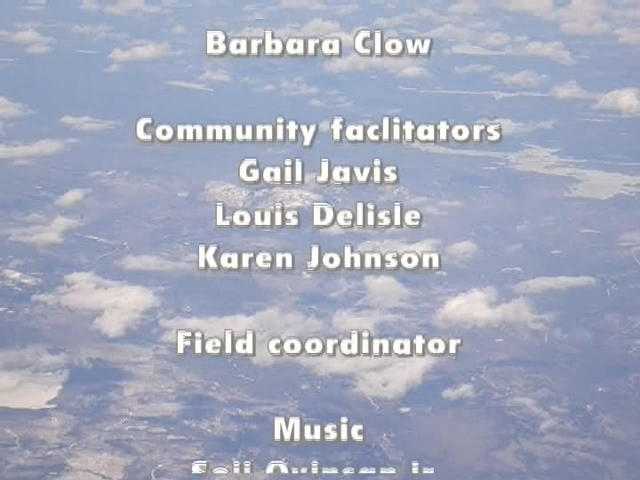 Barbara Clow
Community faclitators
Gail Javis
Louis Delisle
Karen Johnson
Field coordinator
Music